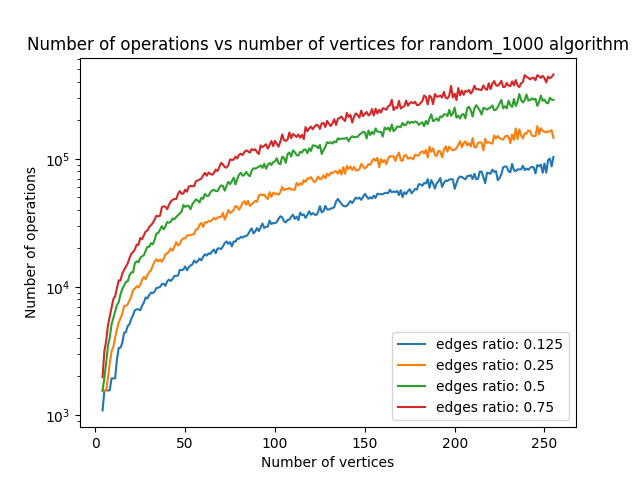 Number of operations vs number of vertices for random_1000 algorithm
Number of operations
10^5
10^4
10^3
0 50 100 150 200 250
Number of vertices
edges ratio: 0.125
edges ratio: 0.25
edges ratio: 0.5
edges ratio: 0.75